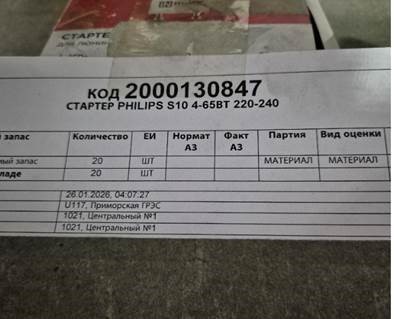 СТАРТЕ
КОД 2000130847
СТАРТЕР PHILIPS S10 4-65ВТ 220-240
запас Количество ЕИ Нормат АЗ Факт АЗ Партия Вид оценки
запас 20 ШТ МАТЕРИАЛ МАТЕРИАЛ
ладе 20 ШТ
26.01.2026, 04:07:27
U117, Приморская ГРЭС
1021, Центральный №1
1021, Центральный №1